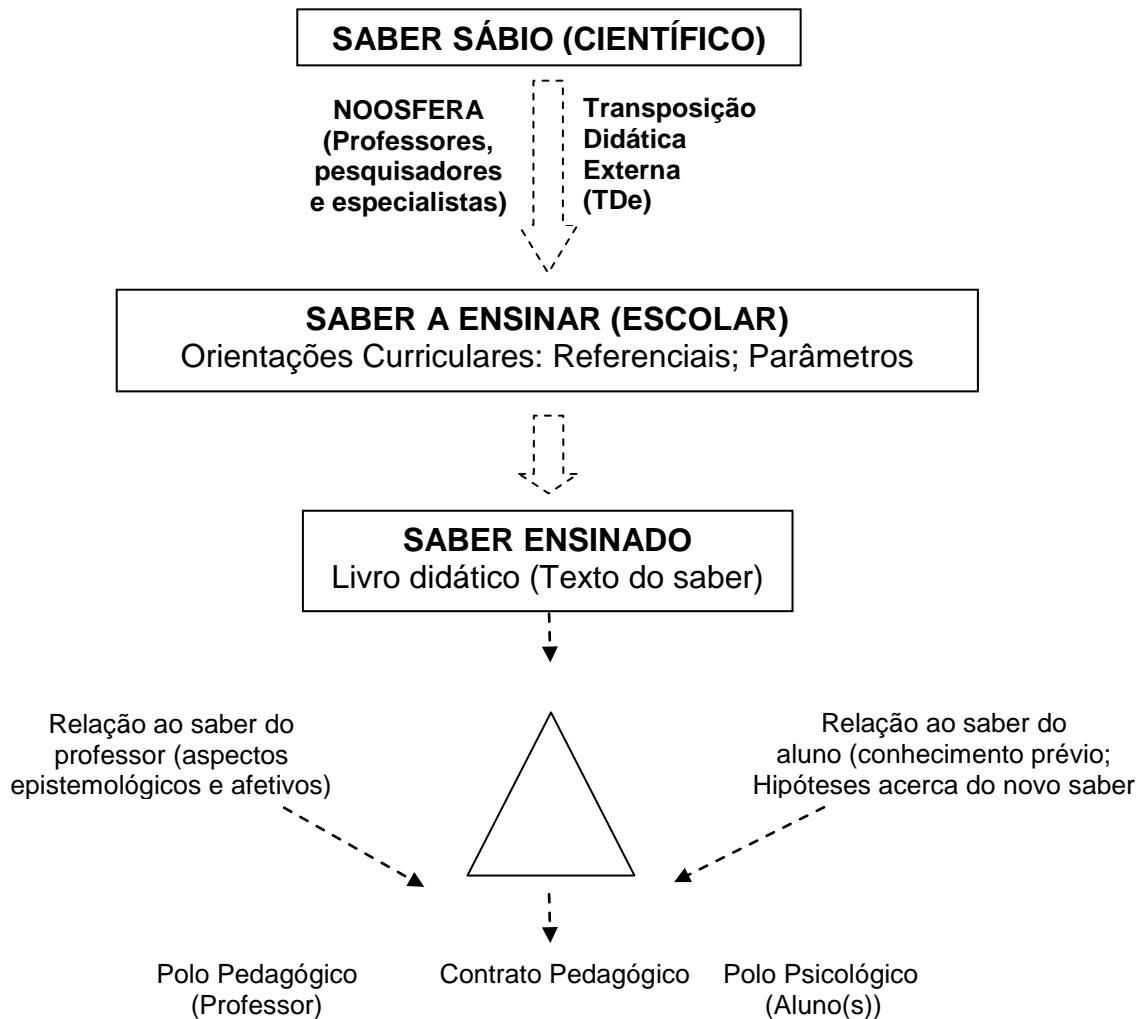 SABER SÁBIO (CIENTÍFICO)
NOOSFERA
(Professores,
pesquisadores
e especialistas)
Transposição
Didática
Externa
(TDe)
SABER A ENSINAR (ESCOLAR)
Orientações Curriculares: Referenciais; Parâmetros
SABER ENSINADO
Livro didático (Texto do saber)
Relação ao saber do
professor (aspectos
epistemológicos e afetivos)
Relação ao saber do
aluno (conhecimento prévio;
Hipóteses acerca do novo saber
Polo Pedagógico
(Professor)
Contrato Pedagógico
Polo Psicológico
(Aluno(s))